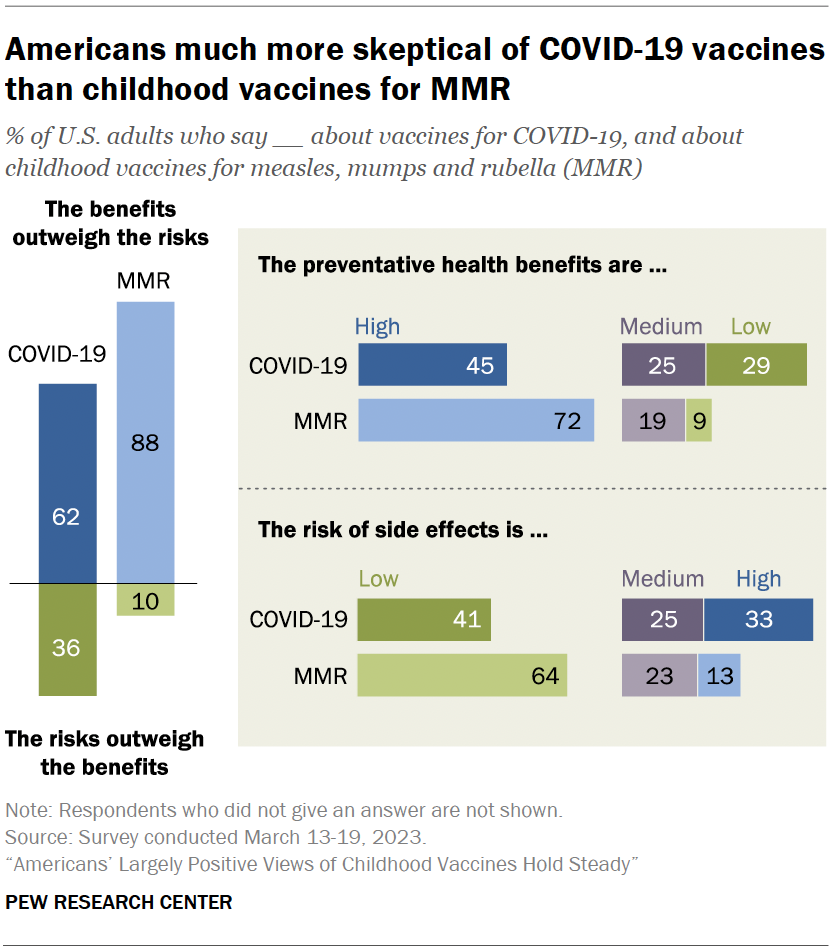 Americans much more skeptical of COVID-19 vaccines
than childhood vaccines for MMR
% of U.S. adults who say __ about vaccines for COVID-19, and about
childhood vaccines for measles, mumps and rubella (MMR)
The benefits
outweigh the risks
MMR
COVID-19
88
62
10
36
The risks outweigh
the benefits
The preventative health benefits are ...
High Medium Low
COVID-19 45 25 29
MMR 72 19 9
The risk of side effects is ...
Low Medium High
COVID-19 41 25 33
MMR 64 23 13
Note: Respondents who did not give an answer are not shown.
Source: Survey conducted March 13-19, 2023.
“Americans’ Largely Positive Views of Childhood Vaccines Hold Steady”
PEW RESEARCH CENTER